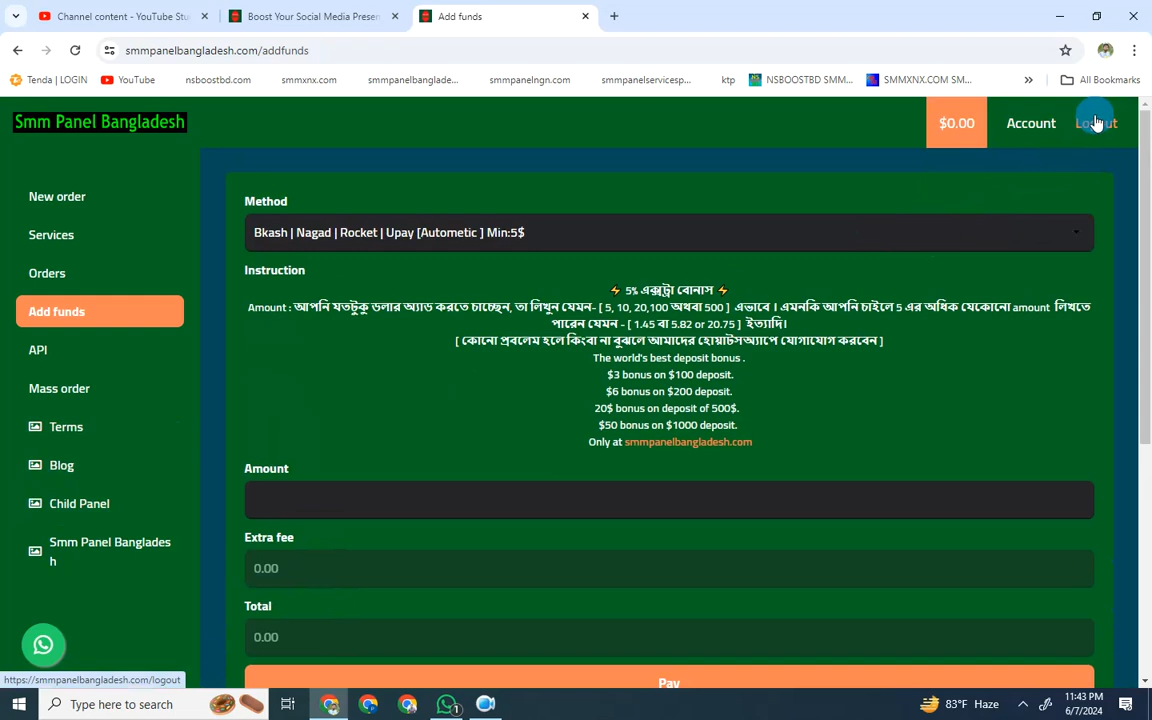 Channel content - YouTube Stu
Boost Your Social Media Presen
Add funds
smmpanelbangladesh.com/addfunds
Tenda | LOGIN
YouTube
nsboostbd.com
smmxnx.com
smmpanelbanglade...
smmpanelngn.com
smmpanelservicesp...
ktp
NSBOOSTBD SMM...
SMMXNX.COM SM...
All Bookmarks
Smm Panel Bangladesh
$0.00
Account
Logout
New order
Services
Orders
Add funds
API
Mass order
Terms
Blog
Child Panel
Smm Panel Banglades
h
Method
Bkash | Nagad | Rocket | Upay [Autometic ] Min:5$
Instruction
⚡ 5% এক্সট্রা বোনাস ⚡
Amount : আপনি যতটুকু ডলার অ্যাড করতে চাচ্ছেন, তা লিখুন যেমন- [ 5, 10, 20,100 অথবা 500 ] এভাবে । এমনকি আপনি চাইলে 5 এর অধিক যেকোনো amount লিখতে
পারেন যেমন - [ 1.45 বা 5.82 or 20.75 ] ইত্যাদি।
[ কোনো প্রবলেম হলে কিংবা না বুঝলে আমাদের হোয়াটসঅ্যাপে যোগাযোগ করবেন ]
The world's best deposit bonus .
$3 bonus on $100 deposit.
$6 bonus on $200 deposit.
20$ bonus on deposit of 500$.
$50 bonus on $1000 deposit.
Only at smmpanelbangladesh.com
Amount
Extra fee
0.00
Total
0.00
Pay
https://smmpanelbangladesh.com/logout
Type here to search
1
83°F Haze
11:43 PM
6/7/2024